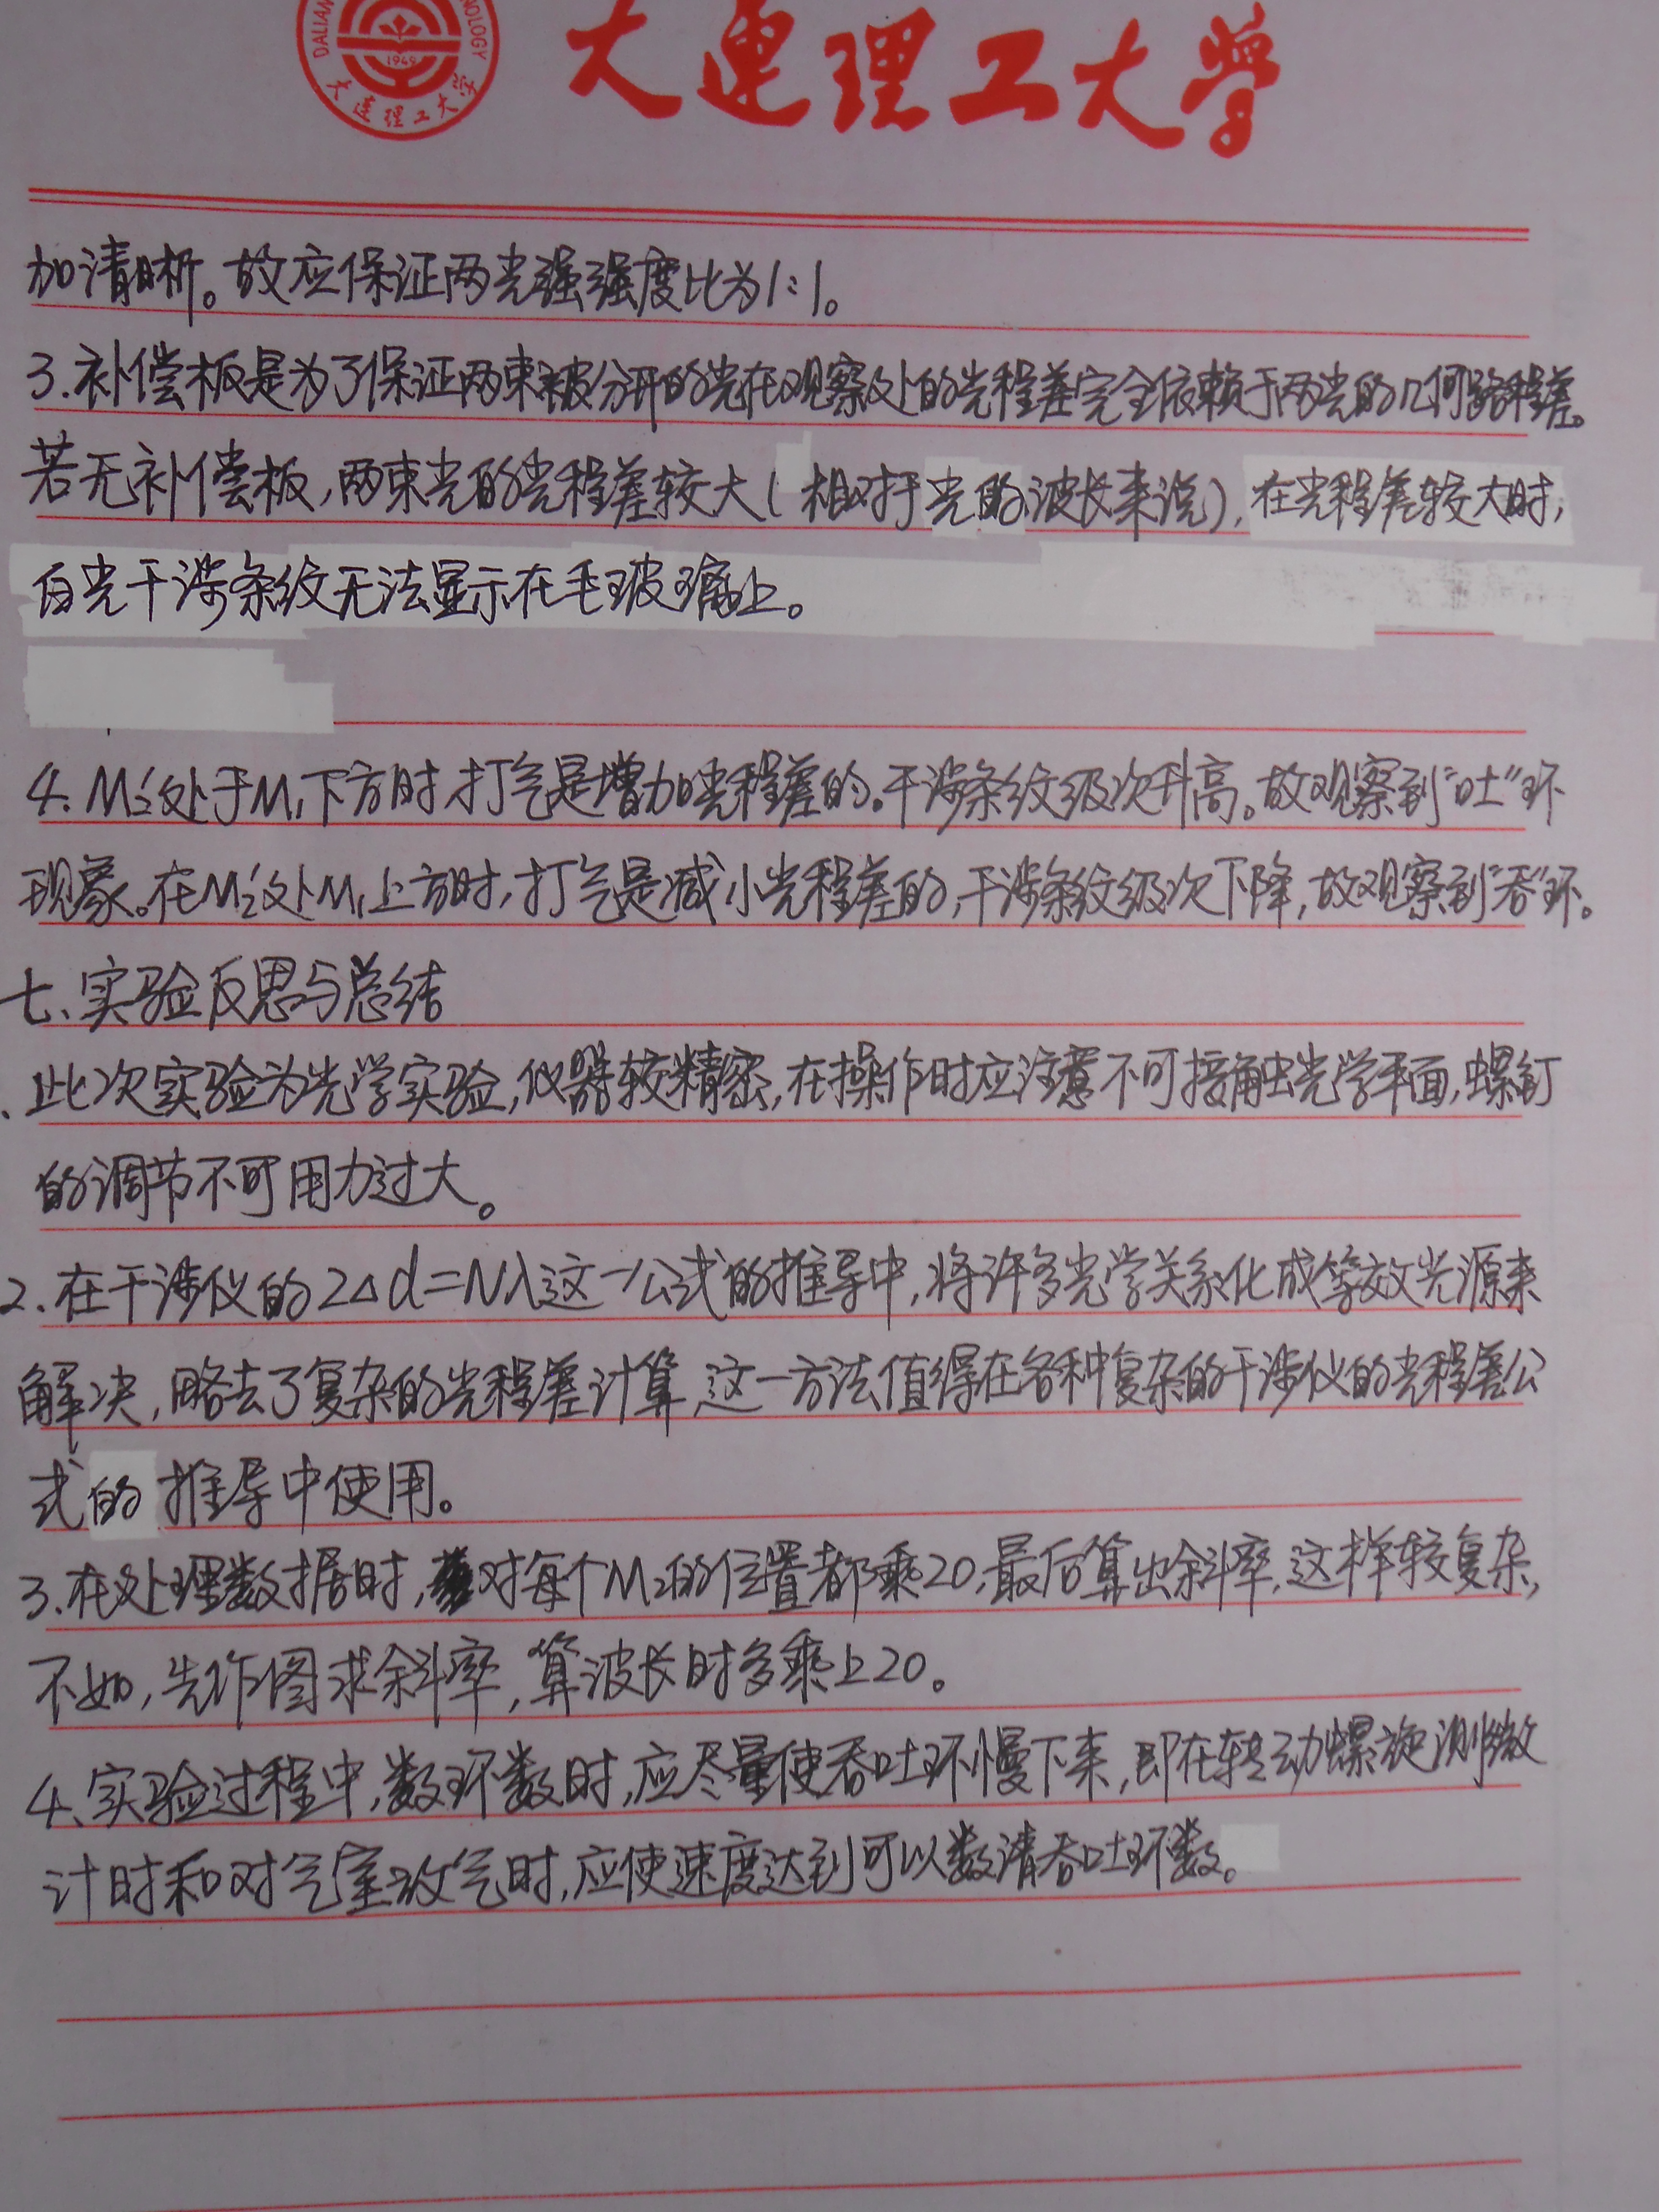 DALIAN
NOLOGY
1949
大连理工大学
大连理工大学
加清晰。故应保证两光强强度比为1:1。
3.补偿板是为了保证两束被分开的光在观察处的光程差完全依赖于两光的几何路程差。
若无补偿板,两束光的光程差较大(相对于光的波长来说),在光程差较大时,
白光干涉条纹无法显示在毛玻璃上。
4. M₂′处于M₁下方时,打气是增加光程差的。干涉条纹级次升高。故观察到"吐"环
现象。在M₂′处M₁上方时,打气是减小光程差的,干涉条纹级次下降,故观察到"吞"环。
七、实验反思与总结
、此次实验为光学实验,仪器较精密,在操作时应注意不可接触光学平面,螺钉
的调节不可用力过大。
2.在干涉仪的2Δd=Nλ这一公式的推导中,将许多光学关系化成等效光源来
解决,略去了复杂的光程差计算,这一方法值得在各种复杂的干涉仪的光程差公
式的推导中使用。
3.在处理数据时,对每个M₂的位置都乘20,最后算出斜率,这样较复杂,
不如,先作图求斜率,算波长时多乘上20。
4、实验过程中,数环数时,应尽量使吞吐环慢下来,即在转动螺旋测微
计时和对气室放气时,应使速度达到可以数清吞吐环数。